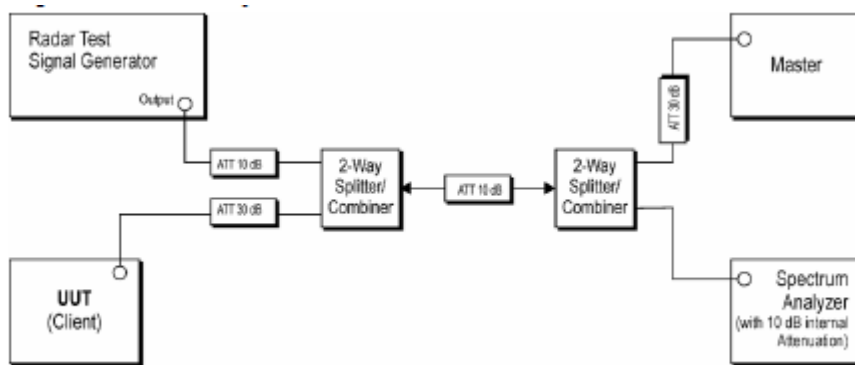 Radar Test
Signal Generator
Output
ATT 10 dB
2-Way
Splitter/
Combiner
ATT 30 dB
UUT
(Client)
ATT 10 dB
2-Way
Splitter/
Combiner
ATT 30 dB
Master
Spectrum
Analyzer
(with 10 dB internal
Attenuation)